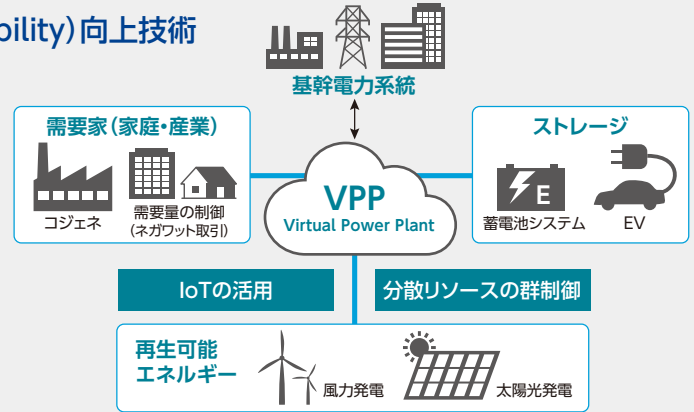 bility)向上技術
基幹電力系統
需要家(家庭・産業)
コジェネ
需要量の制御
(ネガワット取引)
VPP
Virtual Power Plant
ストレージ
E
蓄電池システム
EV
IoTの活用
分散リソースの群制御
再生可能
エネルギー
風力発電
太陽光発電